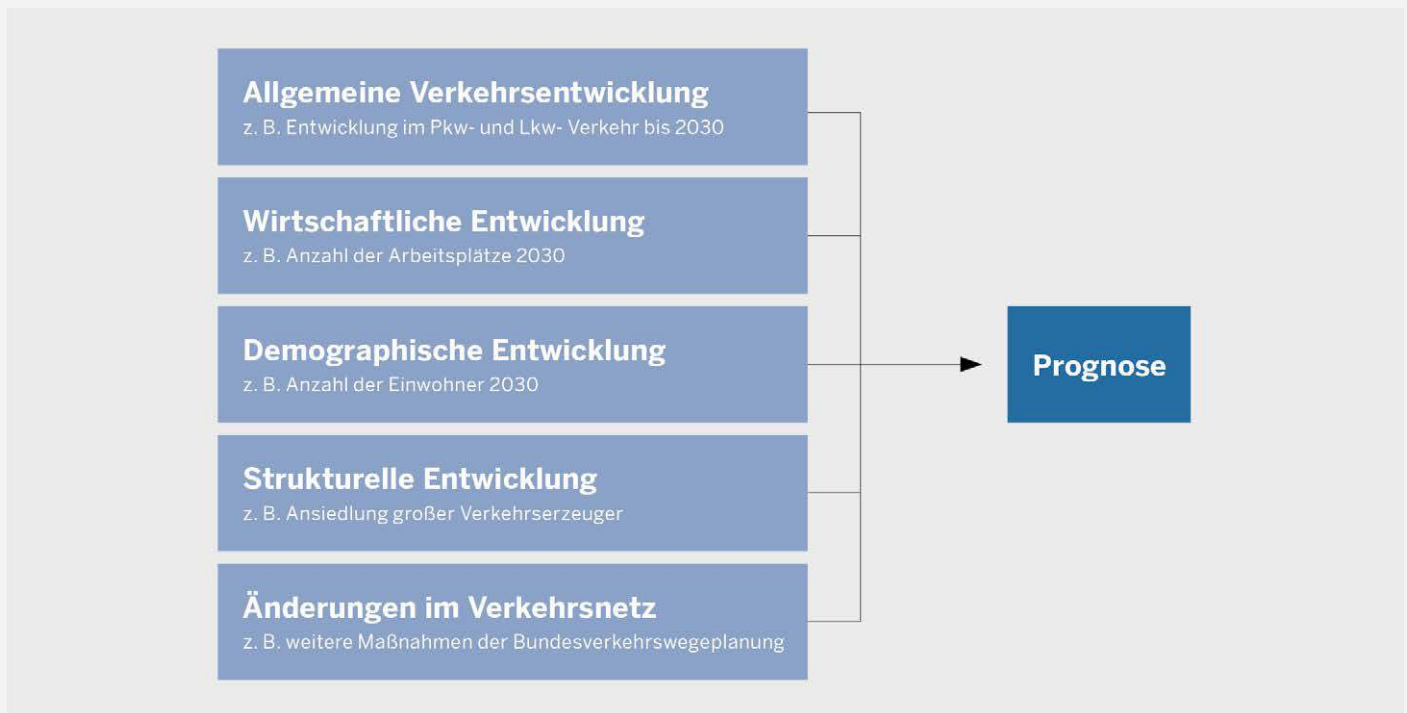 Allgemeine Verkehrsentwicklung
z. B. Entwicklung im Pkw- und Lkw- Verkehr bis 2030
Wirtschaftliche Entwicklung
z. B. Anzahl der Arbeitsplätze 2030
Demographische Entwicklung
z. B. Anzahl der Einwohner 2030
Strukturelle Entwicklung
z. B. Ansiedlung großer Verkehrserzeuger
Änderungen im Verkehrsnetz
z. B. weitere Maßnahmen der Bundesverkehrswegeplanung
Prognose